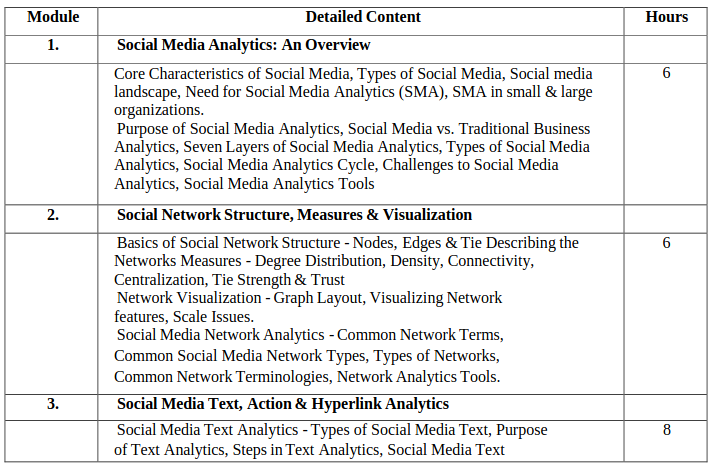 Module Detailed Content Hours
1. Social Media Analytics: An Overview
Core Characteristics of Social Media, Types of Social Media, Social media 6
landscape, Need for Social Media Analytics (SMA), SMA in small & large
organizations.
Purpose of Social Media Analytics, Social Media vs. Traditional Business
Analytics, Seven Layers of Social Media Analytics, Types of Social Media
Analytics, Social Media Analytics Cycle, Challenges to Social Media
Analytics, Social Media Analytics Tools
2. Social Network Structure, Measures & Visualization
Basics of Social Network Structure - Nodes, Edges & Tie Describing the 6
Networks Measures - Degree Distribution, Density, Connectivity,
Centralization, Tie Strength & Trust
Network Visualization - Graph Layout, Visualizing Network
features, Scale Issues.
Social Media Network Analytics - Common Network Terms,
Common Social Media Network Types, Types of Networks,
Common Network Terminologies, Network Analytics Tools.
3. Social Media Text, Action & Hyperlink Analytics
Social Media Text Analytics - Types of Social Media Text, Purpose 8
of Text Analytics, Steps in Text Analytics, Social Media Text